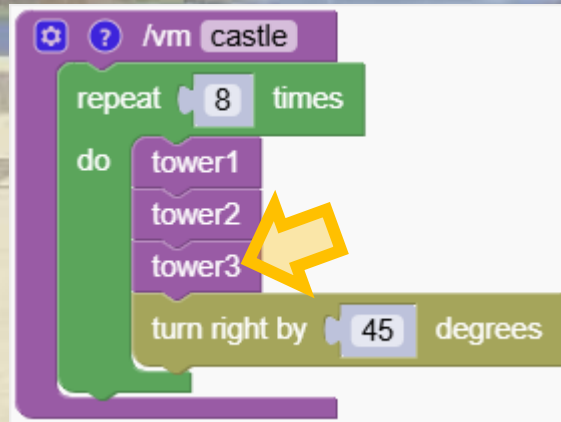 ? /vm castle
repeat 8 times
do tower1
tower2
tower3
turn right by 45 degrees